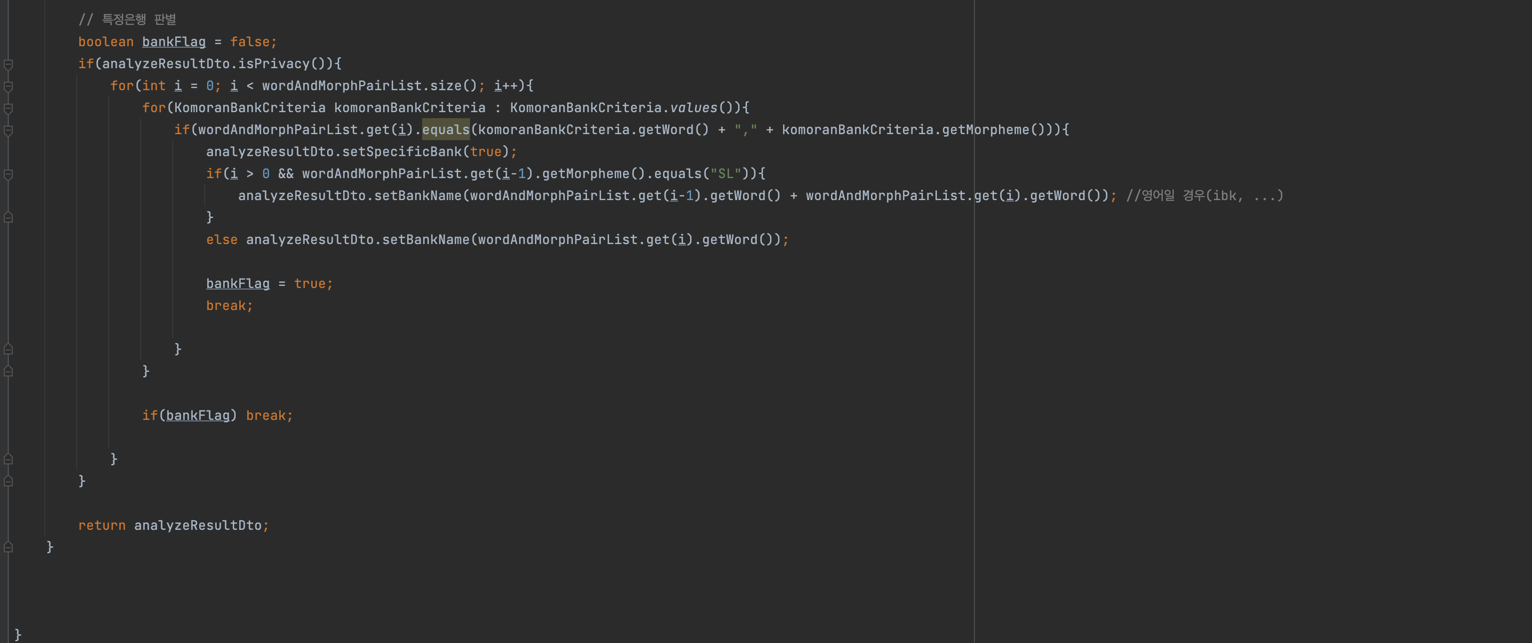 // 특정은행 판별
boolean bankFlag = false;
if(analyzeResultDto.isPrivacy()){
for(int i = 0; i < wordAndMorphPairList.size(); i++){
for(KomoranBankCriteria komoranBankCriteria : KomoranBankCriteria.values()){
if(wordAndMorphPairList.get(i).equals(komoranBankCriteria.getWord() + "," + komoranBankCriteria.getMorpheme())){
analyzeResultDto.setSpecificBank(true);
if(i > 0 && wordAndMorphPairList.get(i-1).getMorpheme().equals("SL")){
analyzeResultDto.setBankName(wordAndMorphPairList.get(i-1).getWord() + wordAndMorphPairList.get(i).getWord()); //영어일 경우(ibk, ...)
}
else analyzeResultDto.setBankName(wordAndMorphPairList.get(i).getWord());
bankFlag = true;
break;
}
}
if(bankFlag) break;
}
}
return analyzeResultDto;
}
}